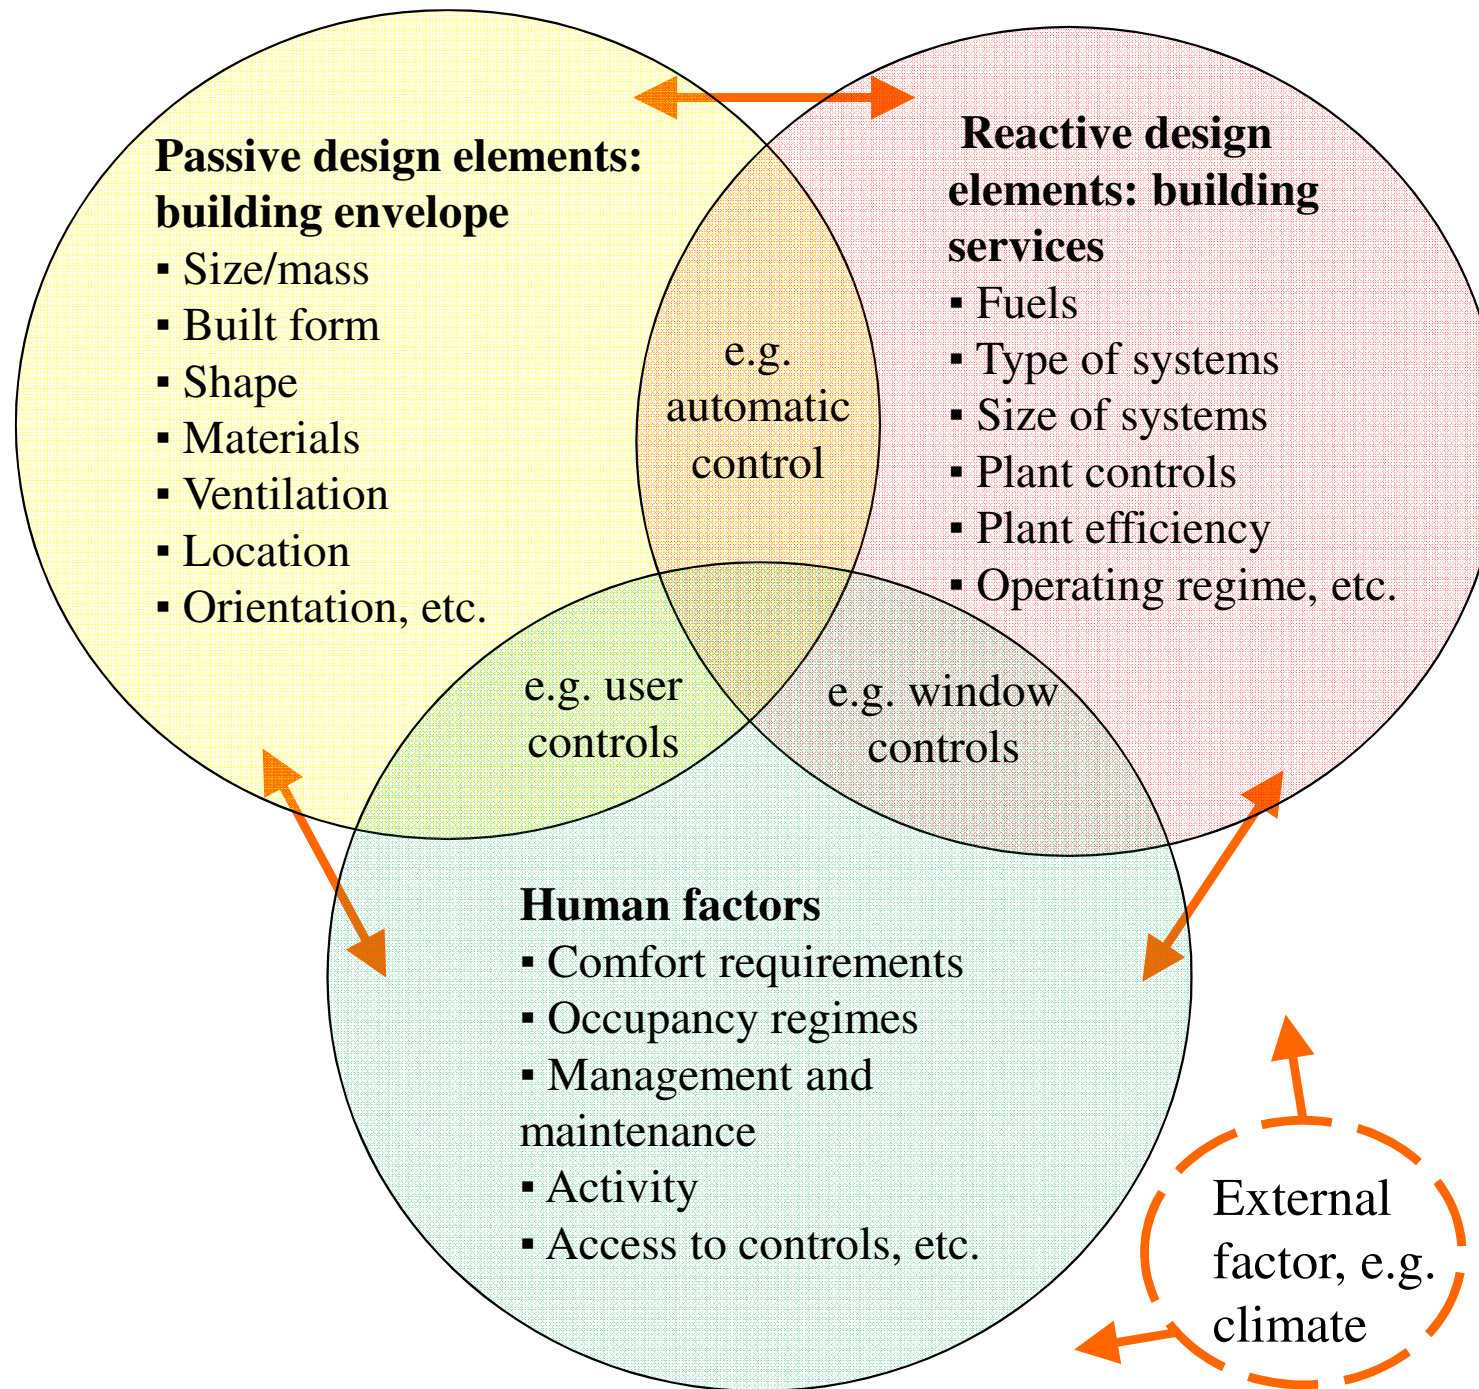 Passive design elements:
building envelope
▪ Size/mass
▪ Built form
▪ Shape
▪ Materials
▪ Ventilation
▪ Location
▪ Orientation, etc.
Reactive design
elements: building
services
▪ Fuels
▪ Type of systems
▪ Size of systems
▪ Plant controls
▪ Plant efficiency
▪ Operating regime, etc.
e.g.
automatic
control
e.g. user
controls
e.g. window
controls
Human factors
▪ Comfort requirements
▪ Occupancy regimes
▪ Management and
maintenance
▪ Activity
▪ Access to controls, etc.
External
factor, e.g.
climate